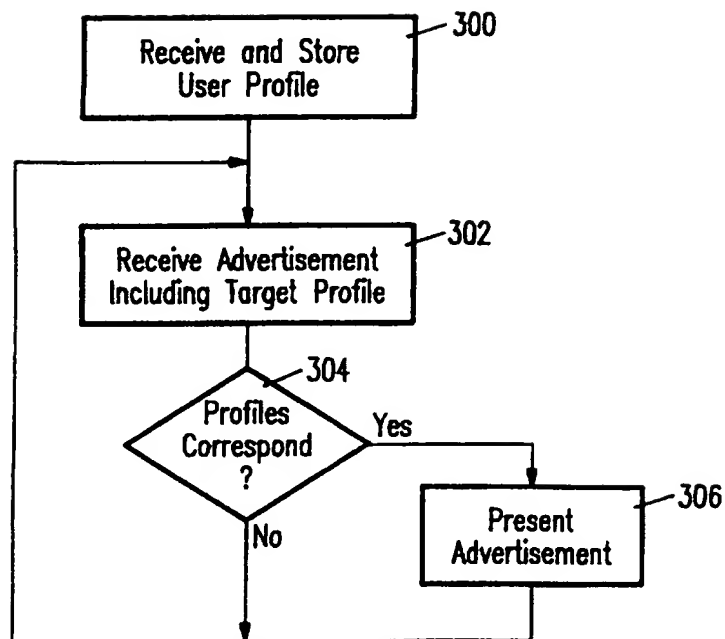 300
Receive and Store
User Profile
302
Receive Advertisement
Including Target Profile
304
Profiles
Correspond
?
Yes
No
306
Present
Advertisement